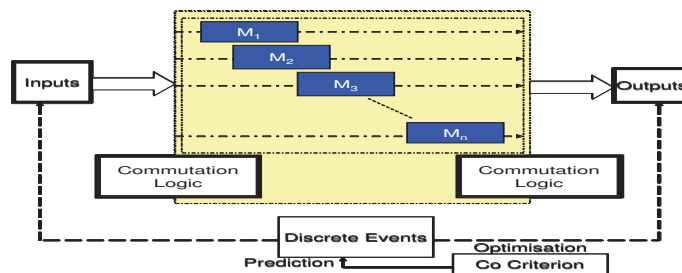 M1
M2
Inputs
M3
Outputs
Mn
Commutation
Logic
Commutation
Logic
Discrete Events
Optimisation
Prediction
Co Criterion